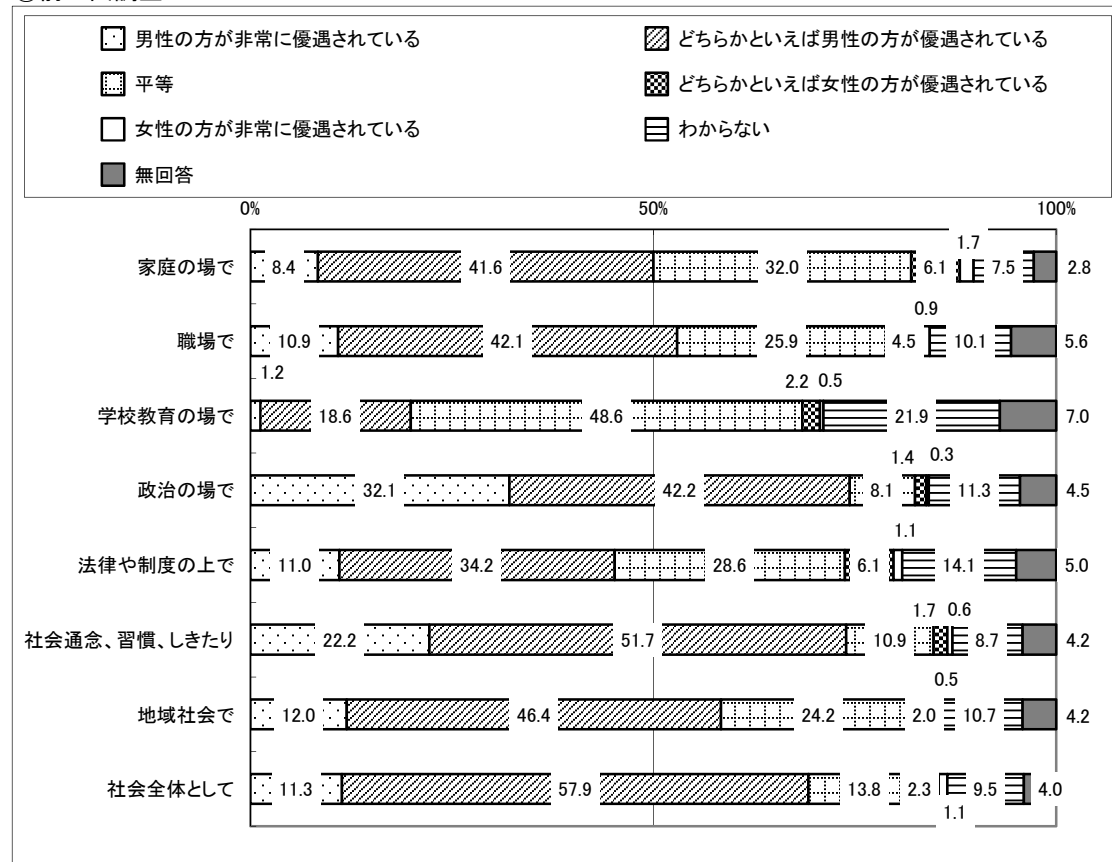 男性の方が非常に優遇されている どちらかといえば男性の方が優遇されている
平等 どちらかといえば女性の方が優遇されている
女性の方が非常に優遇されている わからない
無回答
0% 50% 100%
1.7
家庭の場で 8.4 41.6 32.0 6.1 7.5 2.8
0.9
職場で 10.9 42.1 25.9 4.5 10.1 5.6
1.2 2.2 0.5
学校教育の場で 18.6 48.6 21.9 7.0
1.4 0.3
政治の場で 32.1 42.2 8.1 11.3 4.5
1.1
法律や制度の上で 11.0 34.2 28.6 6.1 14.1 5.0
1.7 0.6
社会通念、習慣、しきたり 22.2 51.7 10.9 8.7 4.2
0.5
地域社会で 12.0 46.4 24.2 2.0 10.7 4.2
社会全体として 11.3 57.9 13.8 2.3 9.5 4.0
1.1